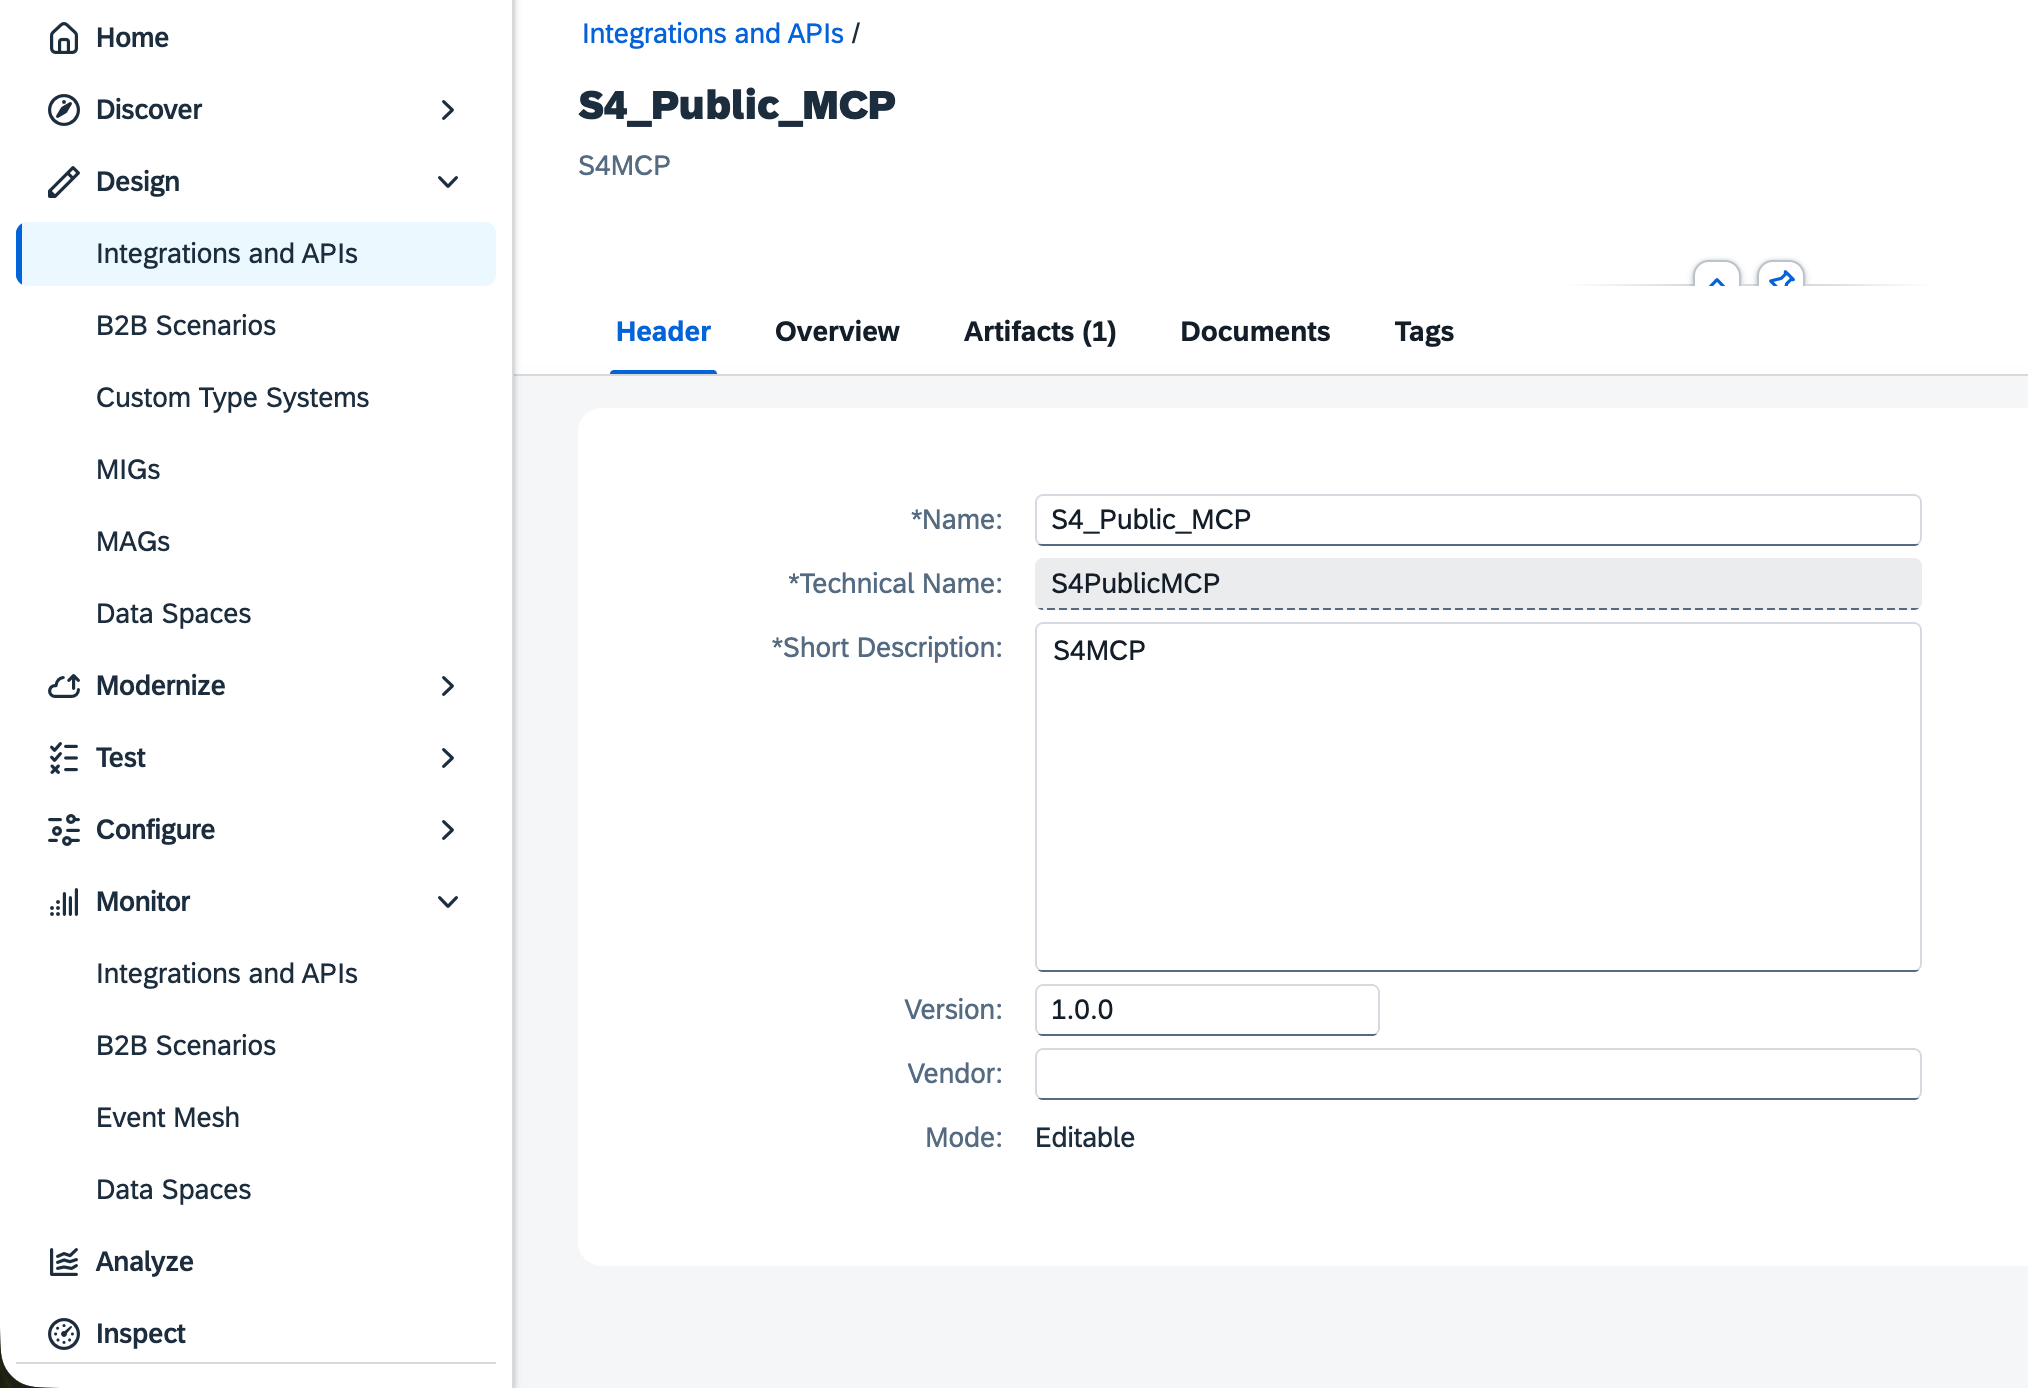 Home
Discover
Design
Integrations and APIs
B2B Scenarios
Custom Type Systems
MIGs
MAGs
Data Spaces
Modernize
Test
Configure
Monitor
Integrations and APIs
B2B Scenarios
Event Mesh
Data Spaces
Analyze
Inspect
Integrations and APIs /
S4_Public_MCP
S4MCP
Header Overview Artifacts (1) Documents Tags
*Name: S4_Public_MCP
*Technical Name: S4PublicMCP
*Short Description: S4MCP
Version: 1.0.0
Vendor:
Mode: Editable